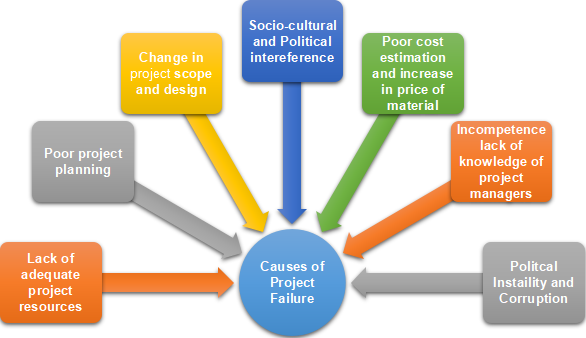 Socio-cultural
and Political
intereference
Change in
project scope
and design
Poor cost
estimation
and increase
in price of
material
Poor project
planning
Incompetence
lack of
knowledge of
project
managers
Lack of
adequate
project
resources
Causes of
Project
Failure
Politcal
Instaility and
Corruption